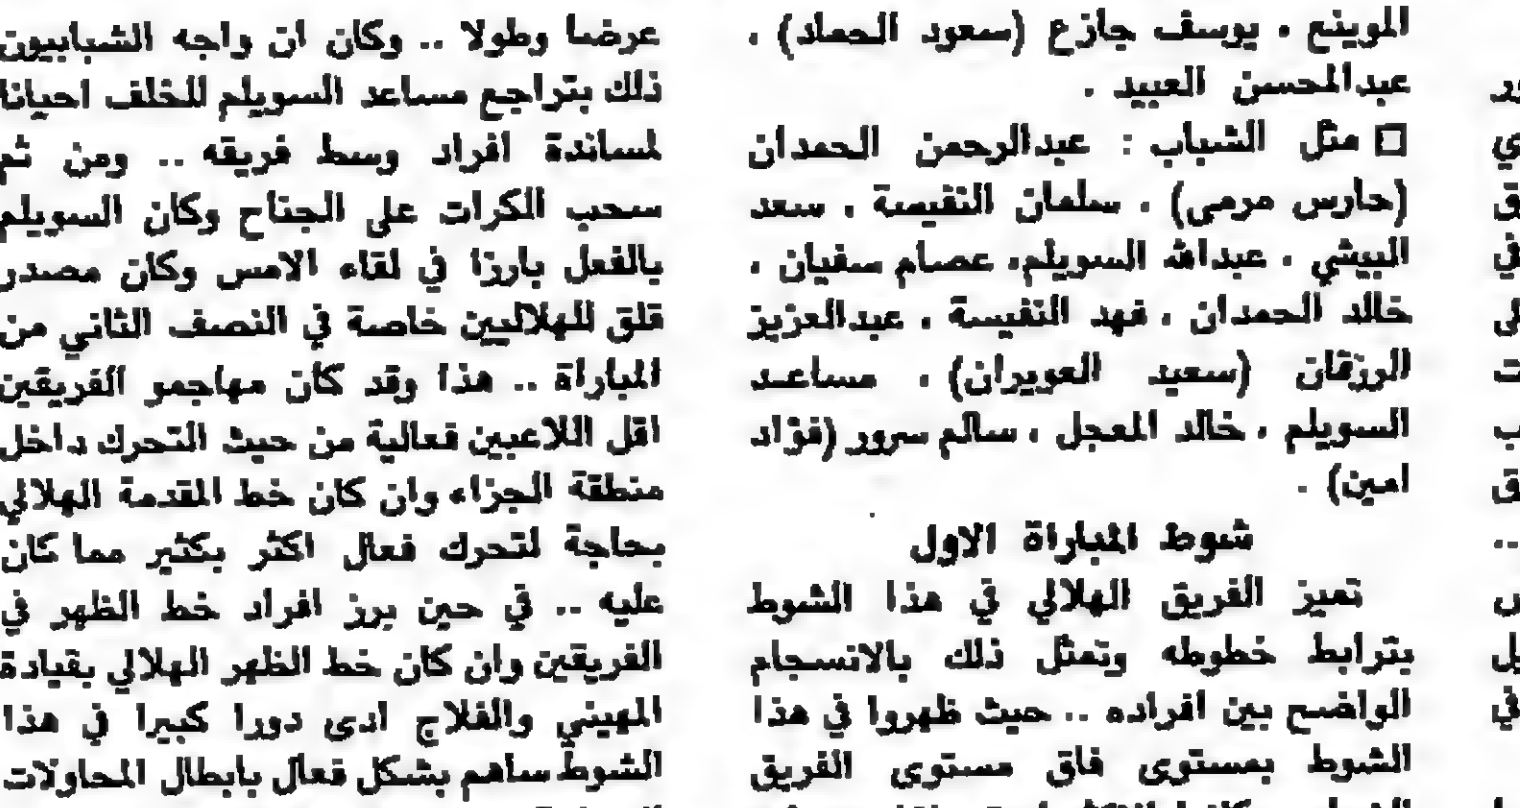 الموينع ، يوسف جازع (سعود الحماد) ،
عبدالمحسن العبيد .
□ مثل الشباب : عبدالرحمن الحمدان
(حارس مرمى) ، سلمان النفيسة ، سعد
البيشي ، عبدالله السويلم، عصام سفيان ،
خالد الحمدان ، فهد النفيسة ، عبدالعزيز
الرزقان (سعيد العويران) ، مساعد
السويلم ، خالد المعجل ، سالم سرور (فؤاد
امين) .
شوط المباراة الاول
تميز الفريق الهلالي في هذا الشوط
بترابط خطوطه وتمثل ذلك بالانسجام
الواضح بين افراده .. حيث ظهروا في هذا
الشوط بمستوى فاق مستوى الفريق
عرضا وطولا .. وكان ان واجه الشبابيون
ذلك بتراجع مساعد السويلم للخلف احيانا
لمساندة افراد وسط فريقه .. ومن ثم
سحب الكرات على الجناح وكان السويلم
بالفعل بارزا في لقاء الامس وكان مصدر
قلق للهلاليين خاصة في النصف الثاني من
المباراة .. هذا وقد كان مهاجمو الفريقين
اقل اللاعبين فعالية من حيث التحرك داخل
منطقة الجزاء وان كان خط المقدمة الهلالي
بحاجة لتحرك فعال اكثر بكثير مما كان
عليه .. في حين برز افراد خط الظهر في
الفريقين وان كان خط الظهر الهلالي بقيادة
المهيني والفلاج ادى دورا كبيرا في هذا
الشوط ساهم بشكل فعال بابطال المحاولات